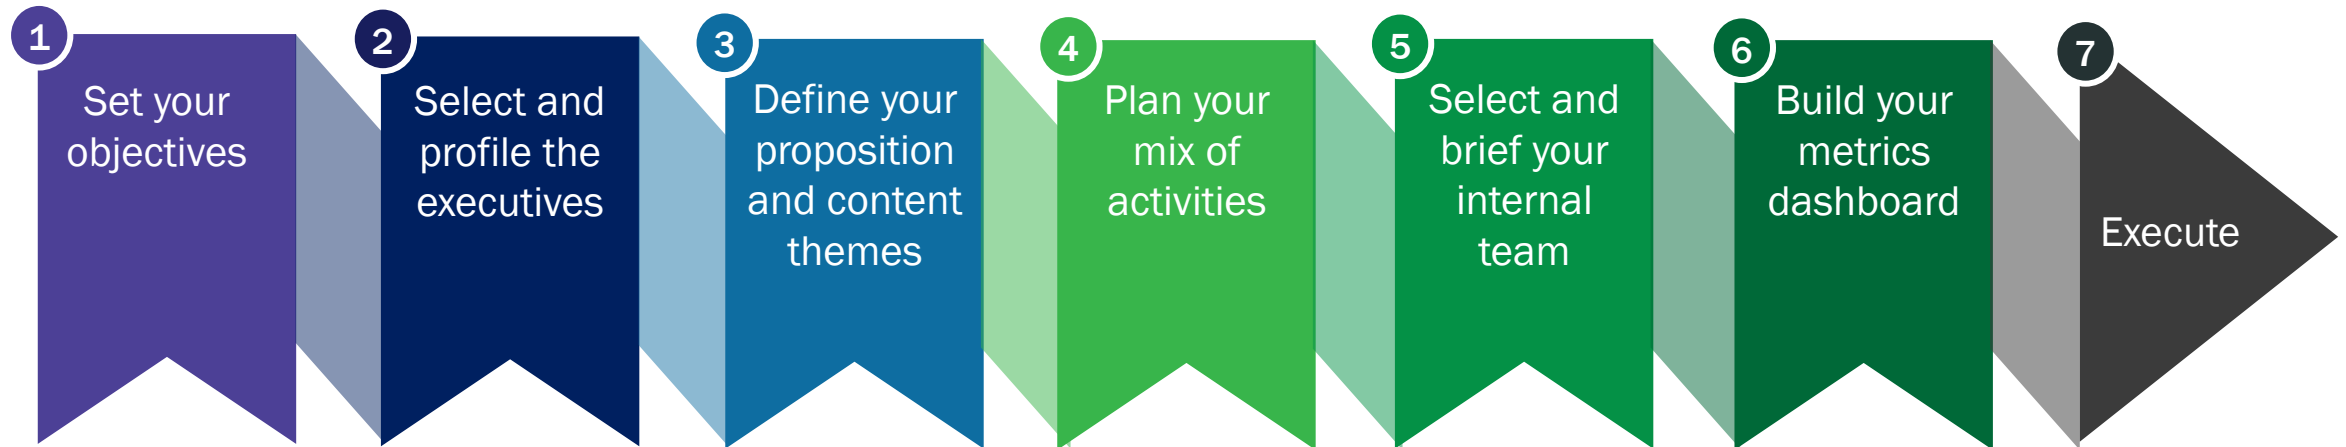 1
Set your
objectives
2
Select and
profile the
executives
3
Define your
proposition
and content
themes
4
Plan your
mix of
activities
5
Select and
brief your
internal
team
6
Build your
metrics
dashboard
7
Execute